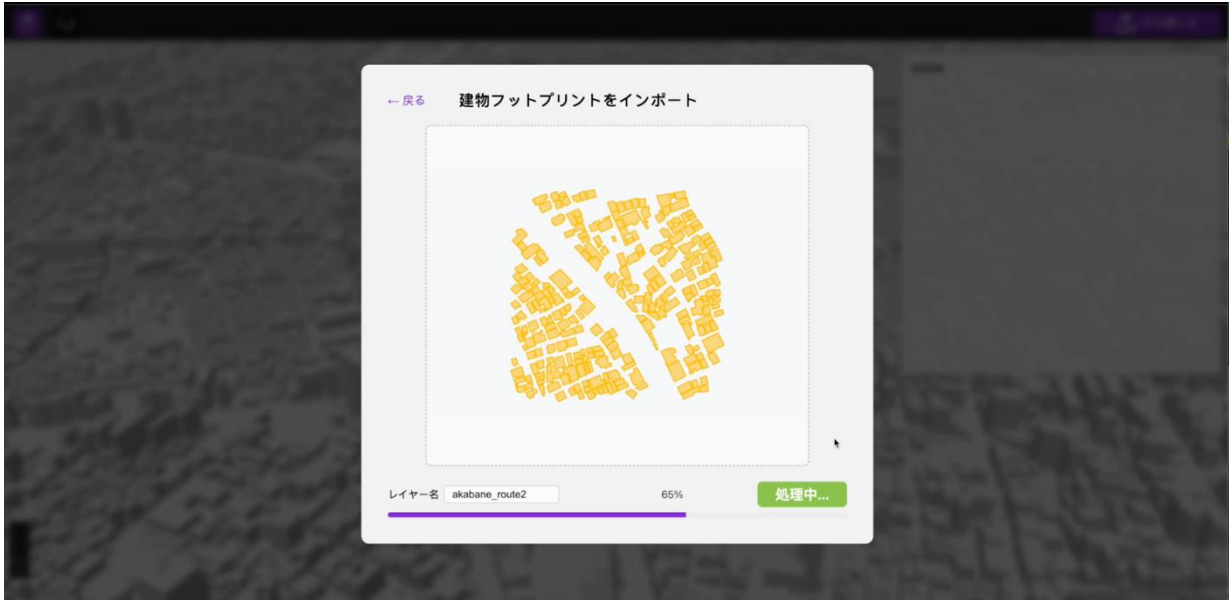 ← 戻る 建物フットプリントをインポート
レイヤー名 akabane_route2 65% 処理中...